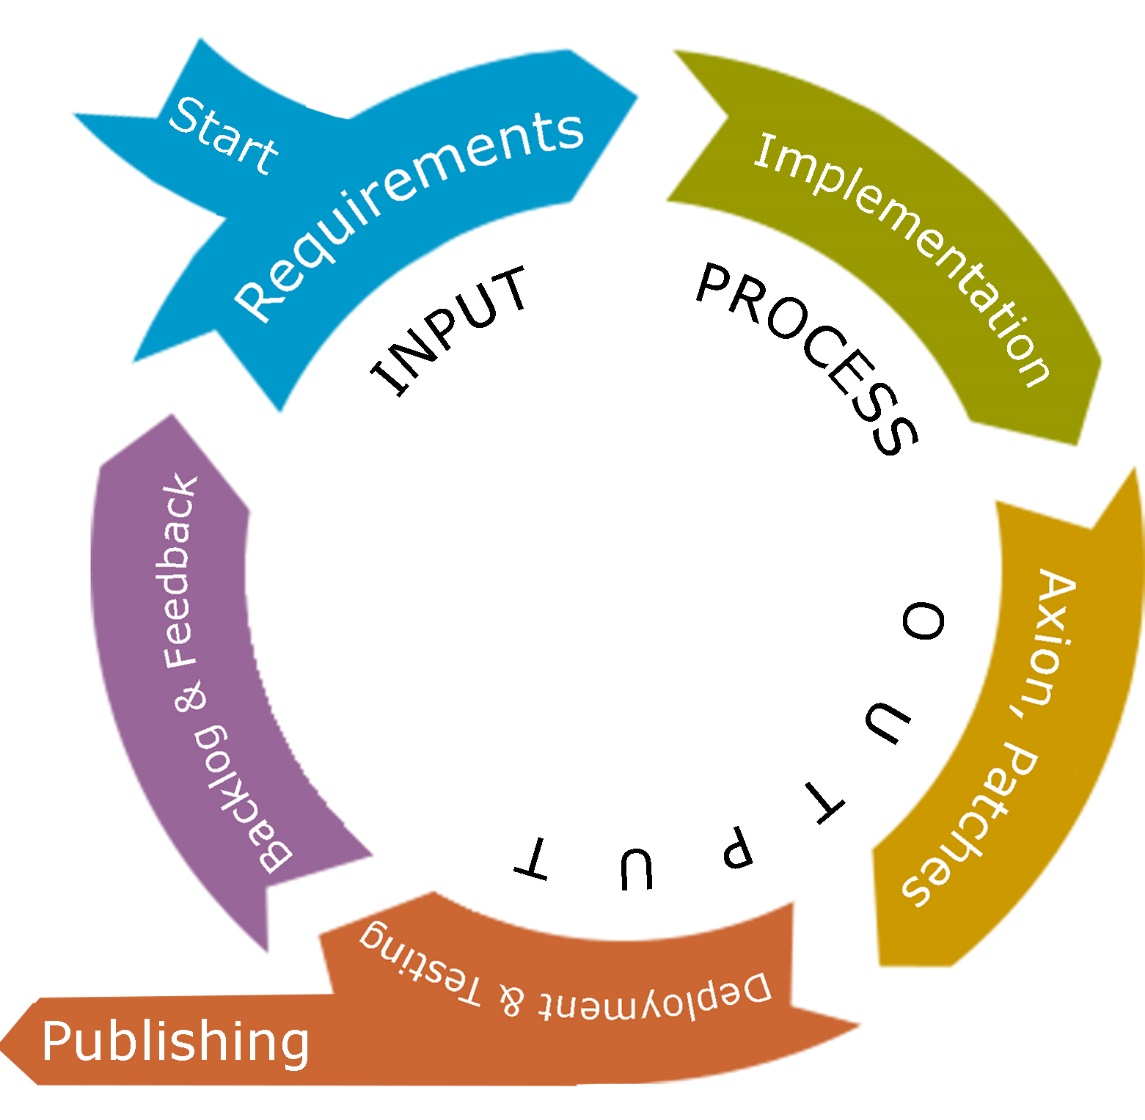 Start
Requirements
Implementation
INPUT
PROCESS
Axion, Patches
OUTPUT
Deployment & Testing
Publishing
Backlog & Feedback